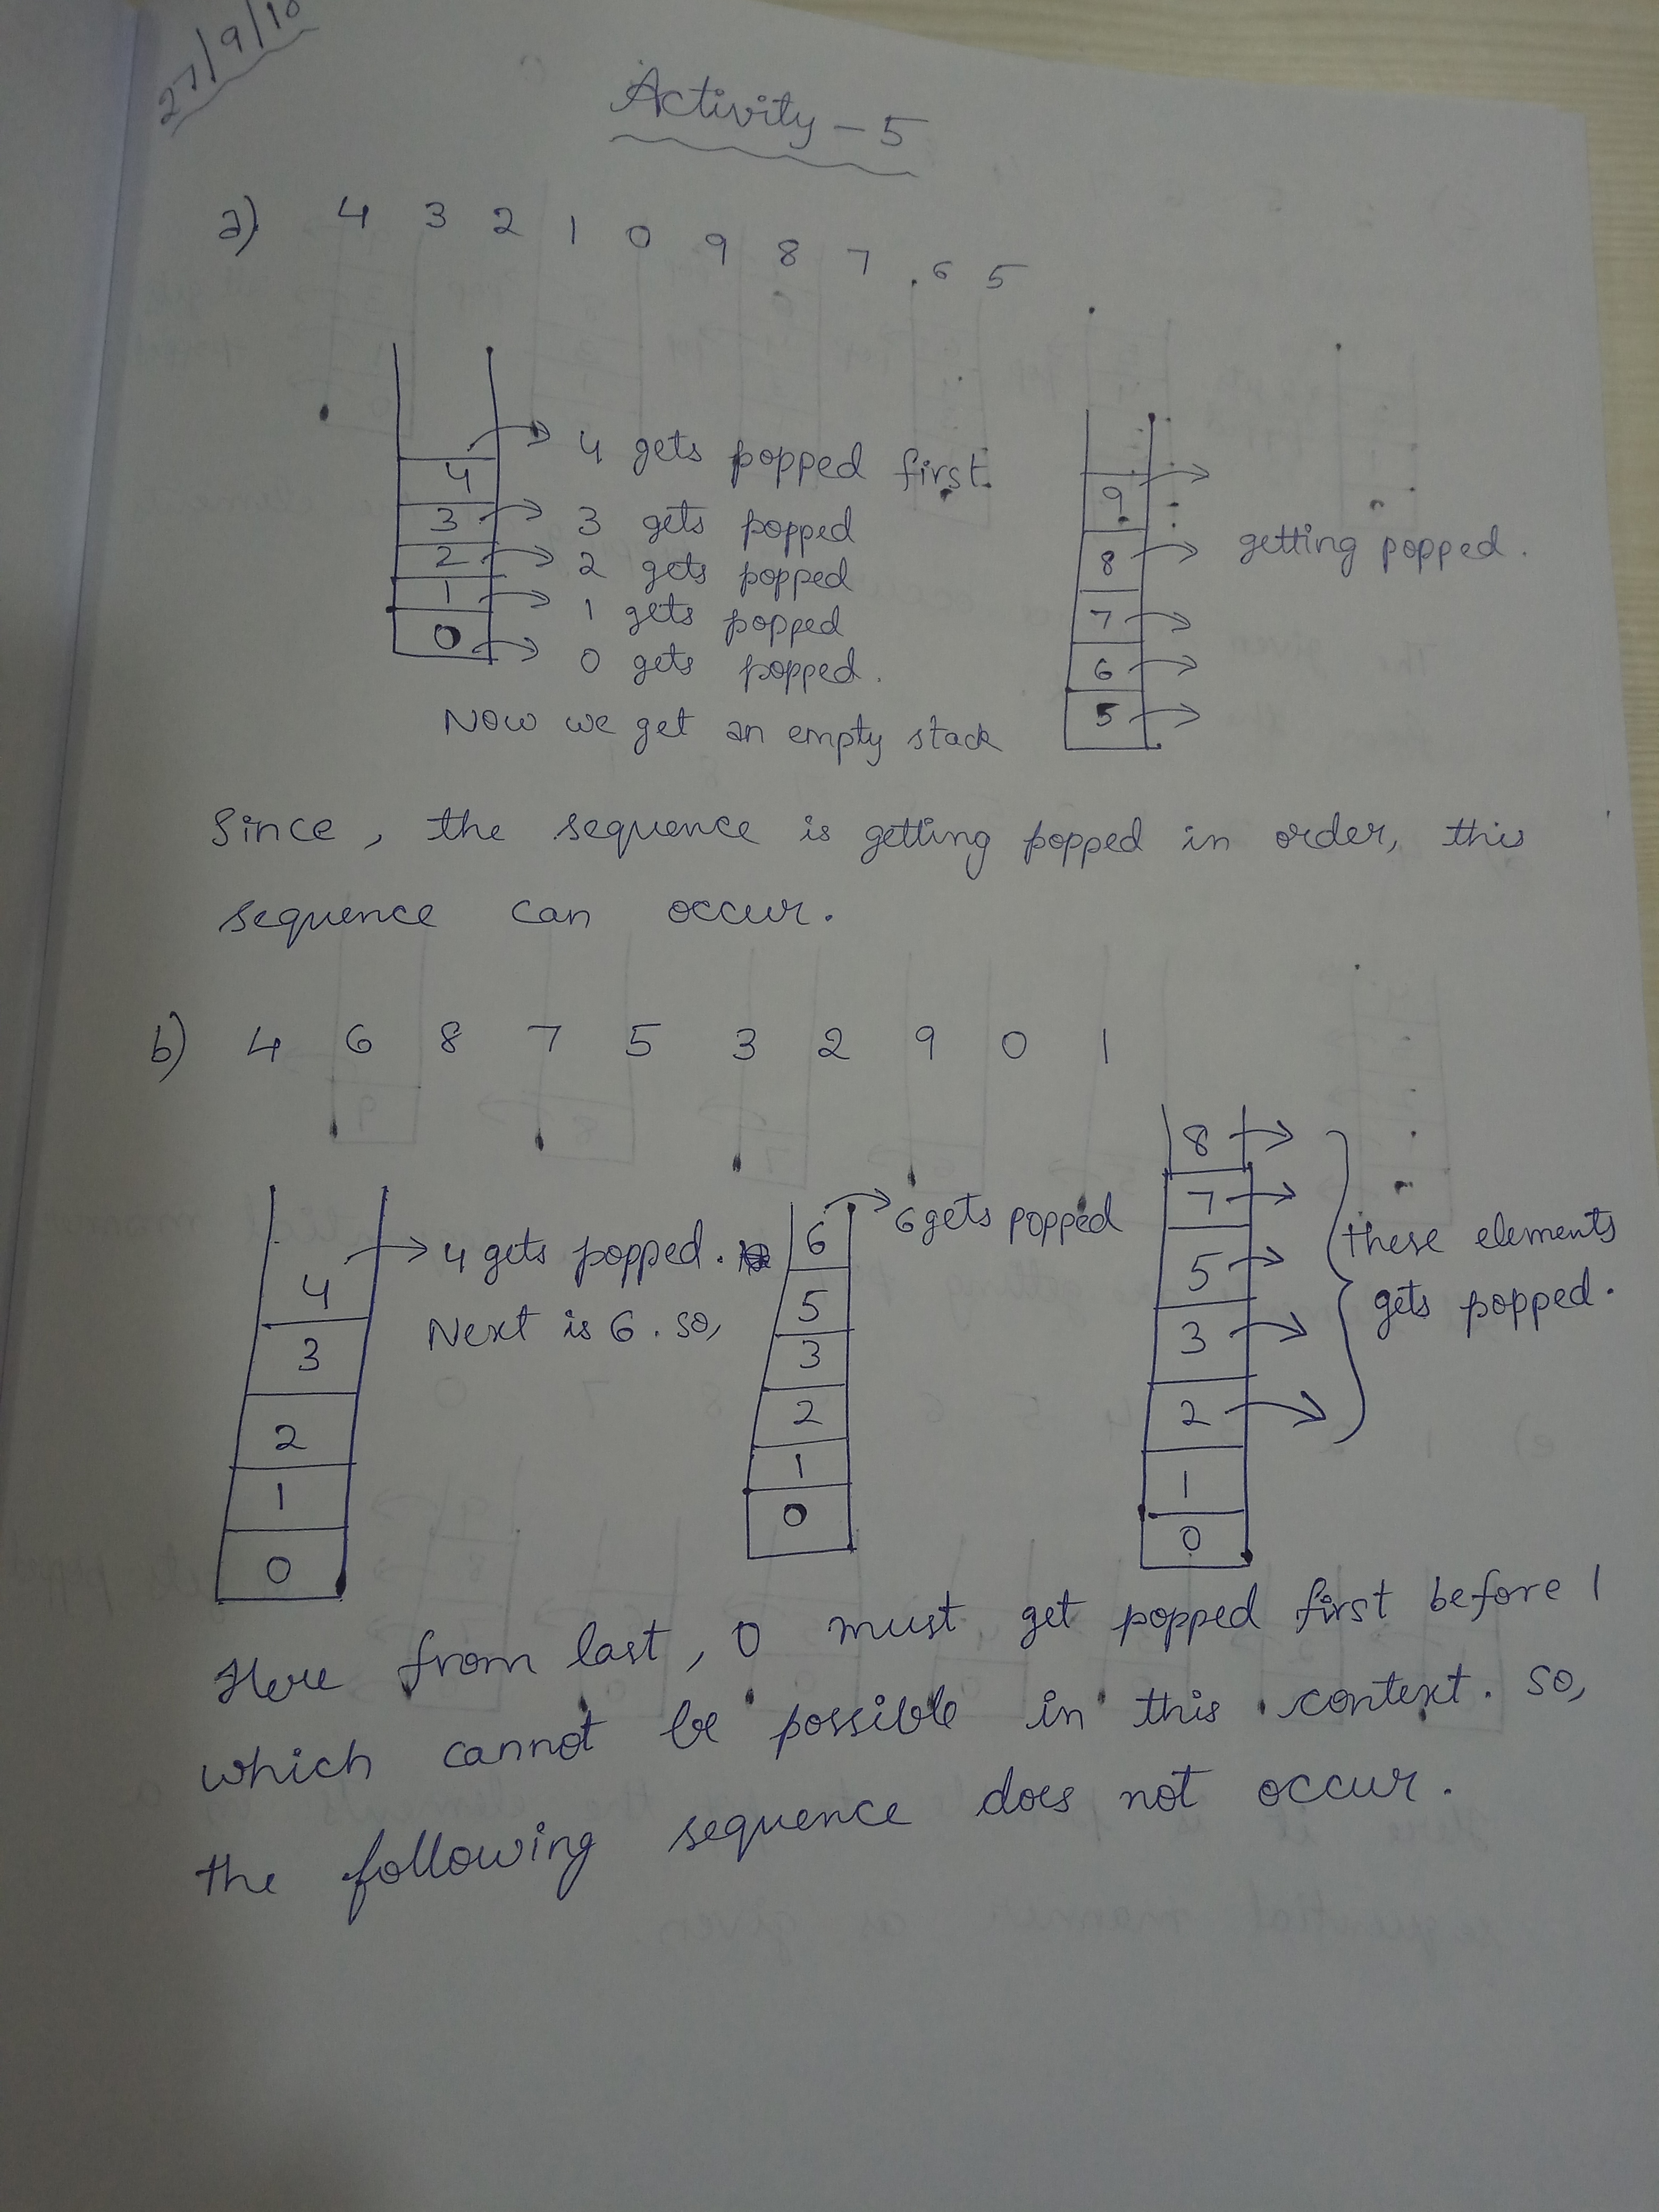 27/9/10
Activity - 5
a) 4 3 2 1 0 9 8 7 6 5
4 → 4 gets popped first.
3 → 3 gets popped
2 → 2 gets popped
1 → 1 gets popped
0 → 0 gets popped.
Now we get an empty stack
9 →
8 → getting popped.
7 →
6 →
5 →
Since, the sequence is getting popped in order, this
sequence can occur.
b) 4 6 8 7 5 3 2 9 0 1
4 → 4 gets popped.
Next is 6. so,
3
2
1
0
6 → 6 gets popped
5
3
2
1
0
8 →
7 →
5 →
3 →
2 →
1
0
these elements
gets popped.
Here from last, 0 must get popped first before 1
which cannot be possible in this context. So,
the following sequence does not occur.